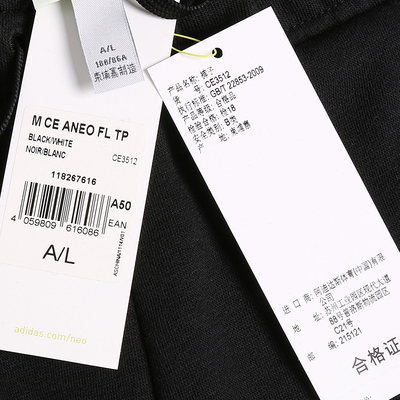 A/L
186/86A
柬埔寨制造
M CE ANEO FL TP
BLACK/WHITE
NOIR/BLANC
CE3512
118267616
A50
EAN
4 059809 616086
A/L
adidas.com/neo
产品名称: 裤子
货号: CE3512
执行标准: GB/T 22853-2009
产品等级: 合格品
检验合格: 检18
安全类别: B类
产地: 柬埔寨
进口商: 阿迪达斯体育(中国)有限
公司
地址: 苏州工业园区现代大道
88号普洛斯物流园区
C21号
邮编: 215121
合格证